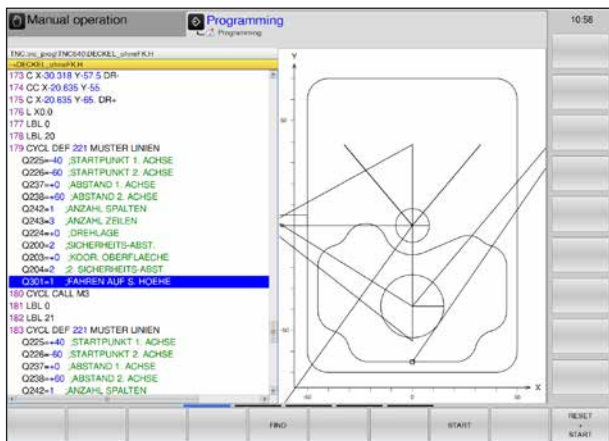 Manual operation
Programming
Programming
10:58
TNC:\nc_prog\TNC640\DECKEL_ohneFK.H
→DECKEL_ohneFK.H
173 C X-30.318 Y-57.5 DR-
174 CC X-20.635 Y-55.
175 C X-20.635 Y-65. DR+
176 L X0.0
177 LBL 0
178 LBL 20
179 CYCL DEF 221 MUSTER LINIEN
Q225=-40 ;STARTPUNKT 1. ACHSE
Q226=-60 ;STARTPUNKT 2. ACHSE
Q237=+0 ;ABSTAND 1. ACHSE
Q238=+60 ;ABSTAND 2. ACHSE
Q242=1 ;ANZAHL SPALTEN
Q243=3 ;ANZAHL ZEILEN
Q224=+0 ;DREHLAGE
Q200=2 ;SICHERHEITS-ABST.
Q203=+0 ;KOOR. OBERFLAECHE
Q204=2 ;2. SICHERHEITS-ABST.
Q301=1 ;FAHREN AUF S. HOEHE
180 CYCL CALL M3
181 LBL 0
182 LBL 21
183 CYCL DEF 221 MUSTER LINIEN
Q225=+40 ;STARTPUNKT 1. ACHSE
Q226=-60 ;STARTPUNKT 2. ACHSE
Q237=+0 ;ABSTAND 1. ACHSE
Q238=+60 ;ABSTAND 2. ACHSE
Q242=1 ;ANZAHL SPALTEN
Y
50
-50
-50
0
50
X
FIND
START
RESET
+
START